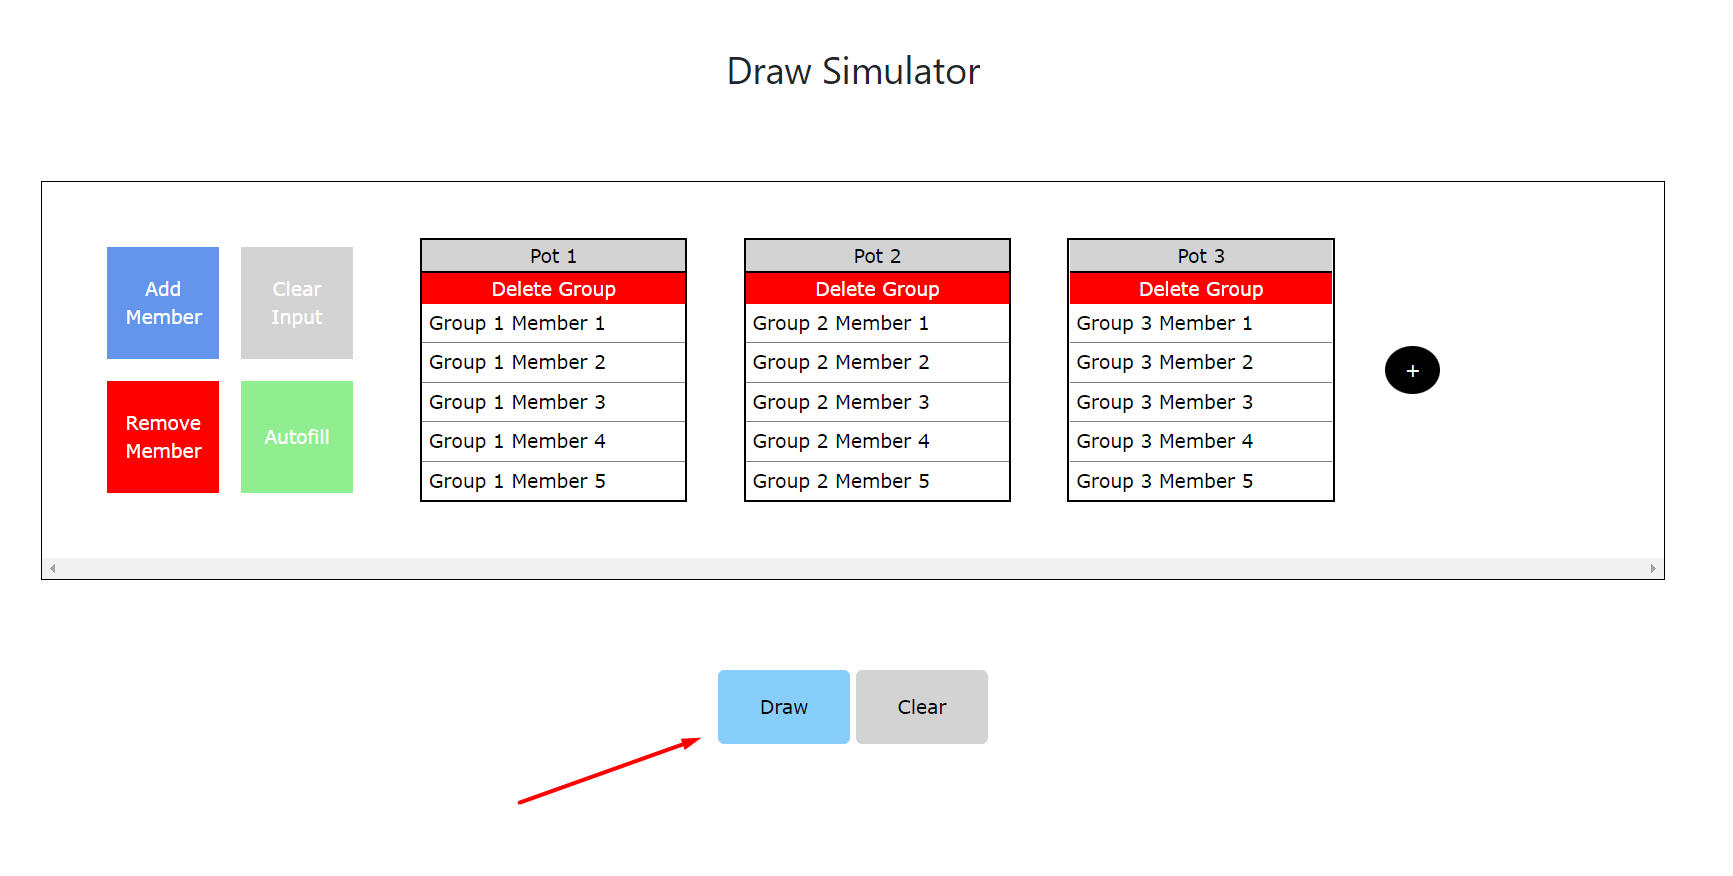 Draw Simulator
Add
Member
Clear
Input
Remove
Member
Autofill
Pot 1
Delete Group
Group 1 Member 1
Group 1 Member 2
Group 1 Member 3
Group 1 Member 4
Group 1 Member 5
Pot 2
Delete Group
Group 2 Member 1
Group 2 Member 2
Group 2 Member 3
Group 2 Member 4
Group 2 Member 5
Pot 3
Delete Group
Group 3 Member 1
Group 3 Member 2
Group 3 Member 3
Group 3 Member 4
Group 3 Member 5
+
Draw
Clear